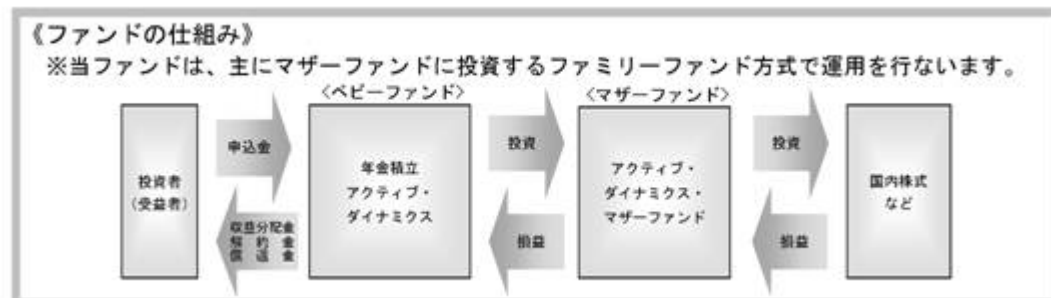 《ファンドの仕組み》
※当ファンドは、主にマザーファンドに投資するファミリーファンド方式で運用を行ないます。
〈ベビーファンド〉
〈マザーファンド〉
投資者
（受益者）
申込金
収益分配金
解約金
償還金
年金積立
アクティブ・
ダイナミクス
投資
損益
アクティブ・
ダイナミクス・
マザーファンド
投資
損益
国内株式
など